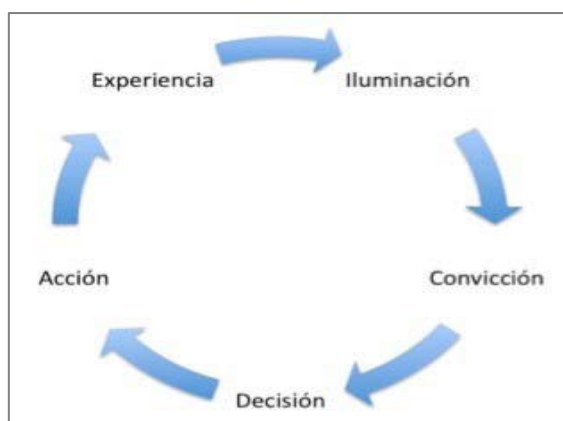 Experiencia
Iluminación
Convicción
Decisión
Acción